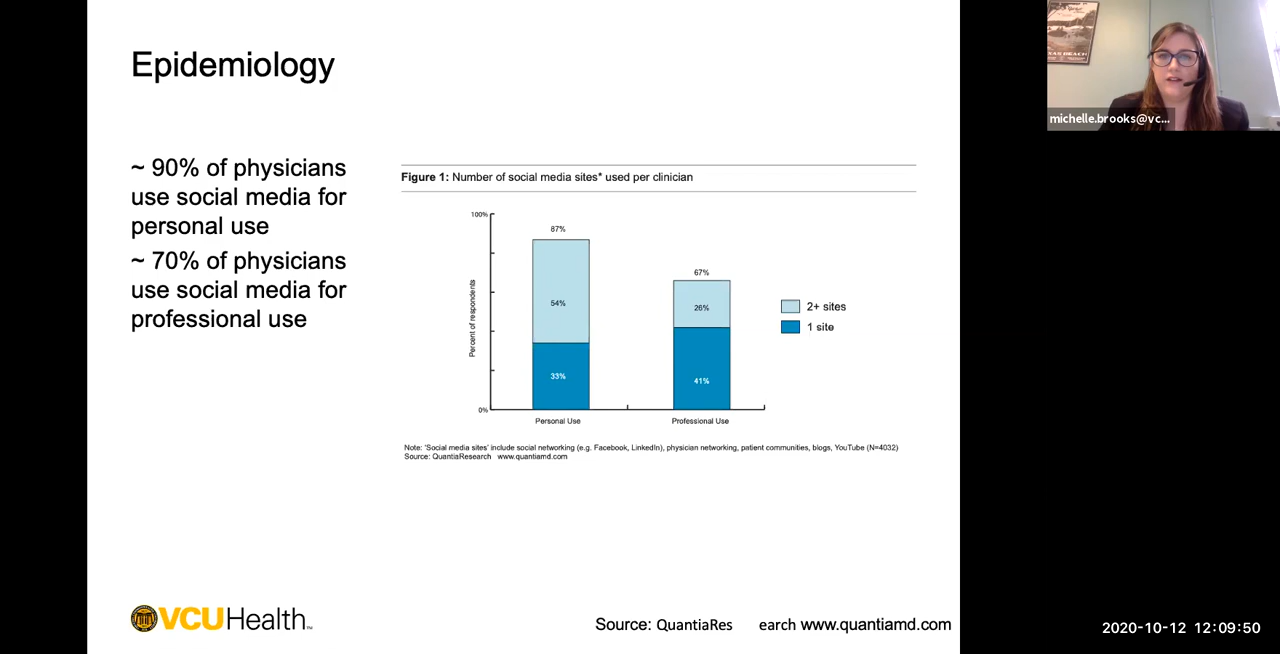 Epidemiology
~ 90% of physicians
use social media for
personal use
~ 70% of physicians
use social media for
professional use
Figure 1: Number of social media sites* used per clinician
100%
0%
Percent of respondents
87%
54%
33%
67%
26%
41%
Personal Use
Professional Use
2+ sites
1 site
Note: 'Social media sites' include social networking (e.g. Facebook, LinkedIn), physician networking, patient communities, blogs, YouTube (N=4032)
Source: QuantiaResearch www.quantiamd.com
VCUHealth™
Source: QuantiaRes earch www.quantiamd.com
michelle.brooks@vc...
2020-10-12 12:09:50